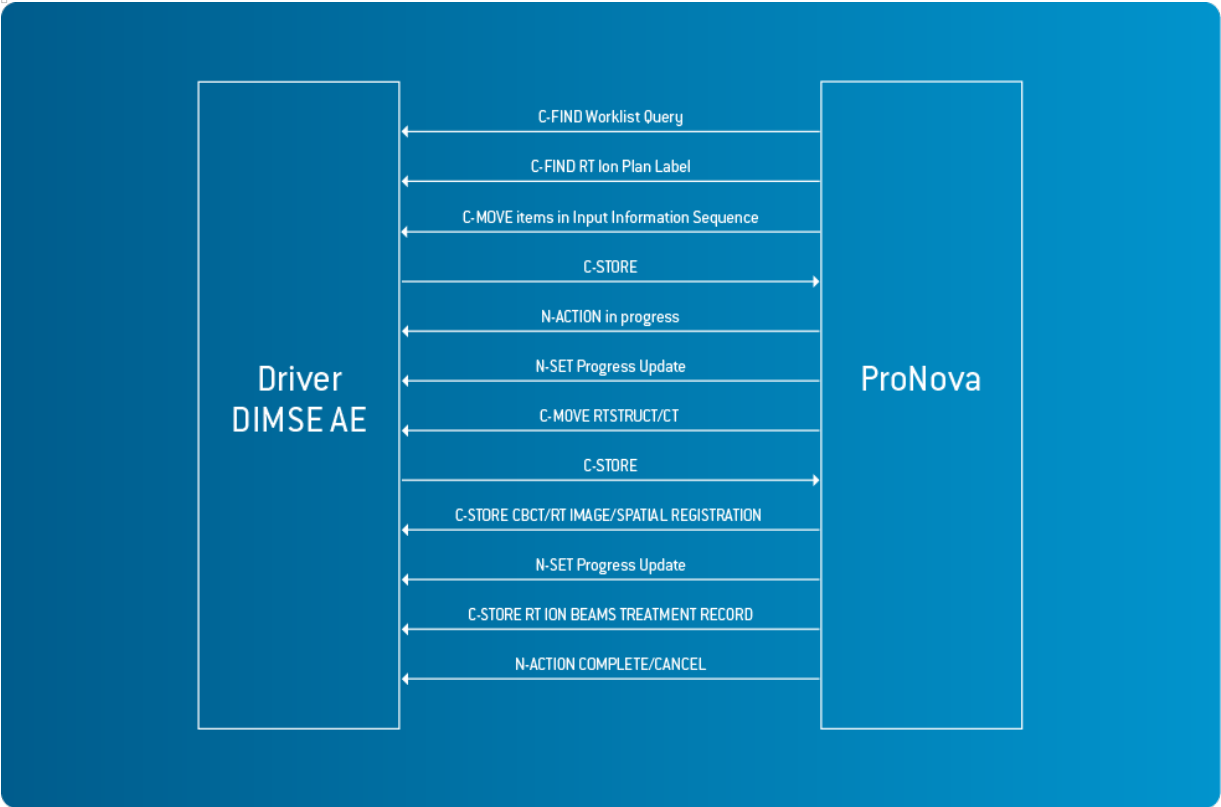 C-FIND Worklist Query
C-FIND RT Ion Plan Label
C-MOVE items in Input Information Sequence
C-STORE
N-ACTION in progress
N-SET Progress Update
Driver
DIMSE AE
ProNova
C-MOVE RTSTRUCT/CT
C-STORE
C-STORE CBCT/RT IMAGE/SPATIAL REGISTRATION
N-SET Progress Update
C-STORE RT ION BEAMS TREATMENT RECORD
N-ACTION COMPLETE/CANCEL